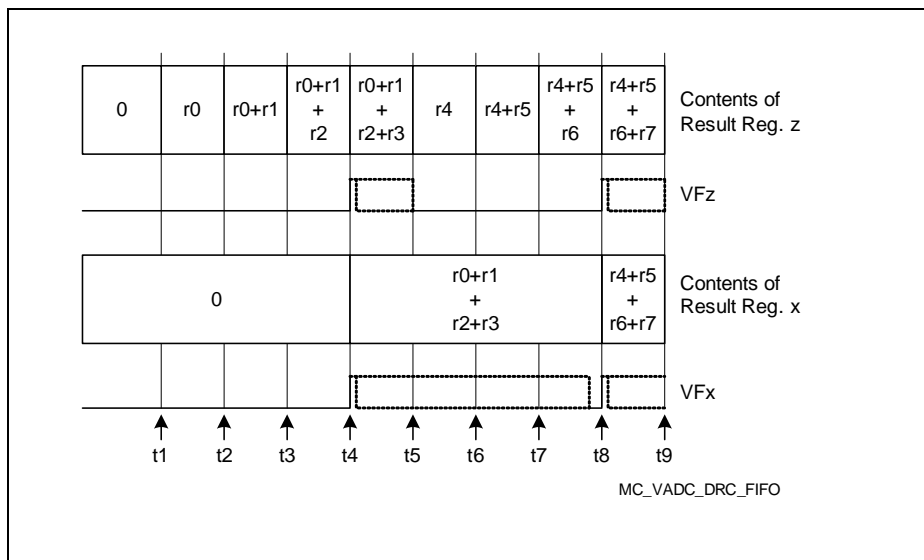 0
r0
r0+r1
r0+r1
+
r2
r0+r1
+
r2+r3
r4
r4+r5
r4+r5
+
r6
r4+r5
+
r6+r7
Contents of
Result Reg. z
VFz
0
r0+r1
+
r2+r3
r4+r5
+
r6+r7
Contents of
Result Reg. x
VFx
t1 t2 t3 t4 t5 t6 t7 t8 t9
MC_VADC_DRC_FIFO